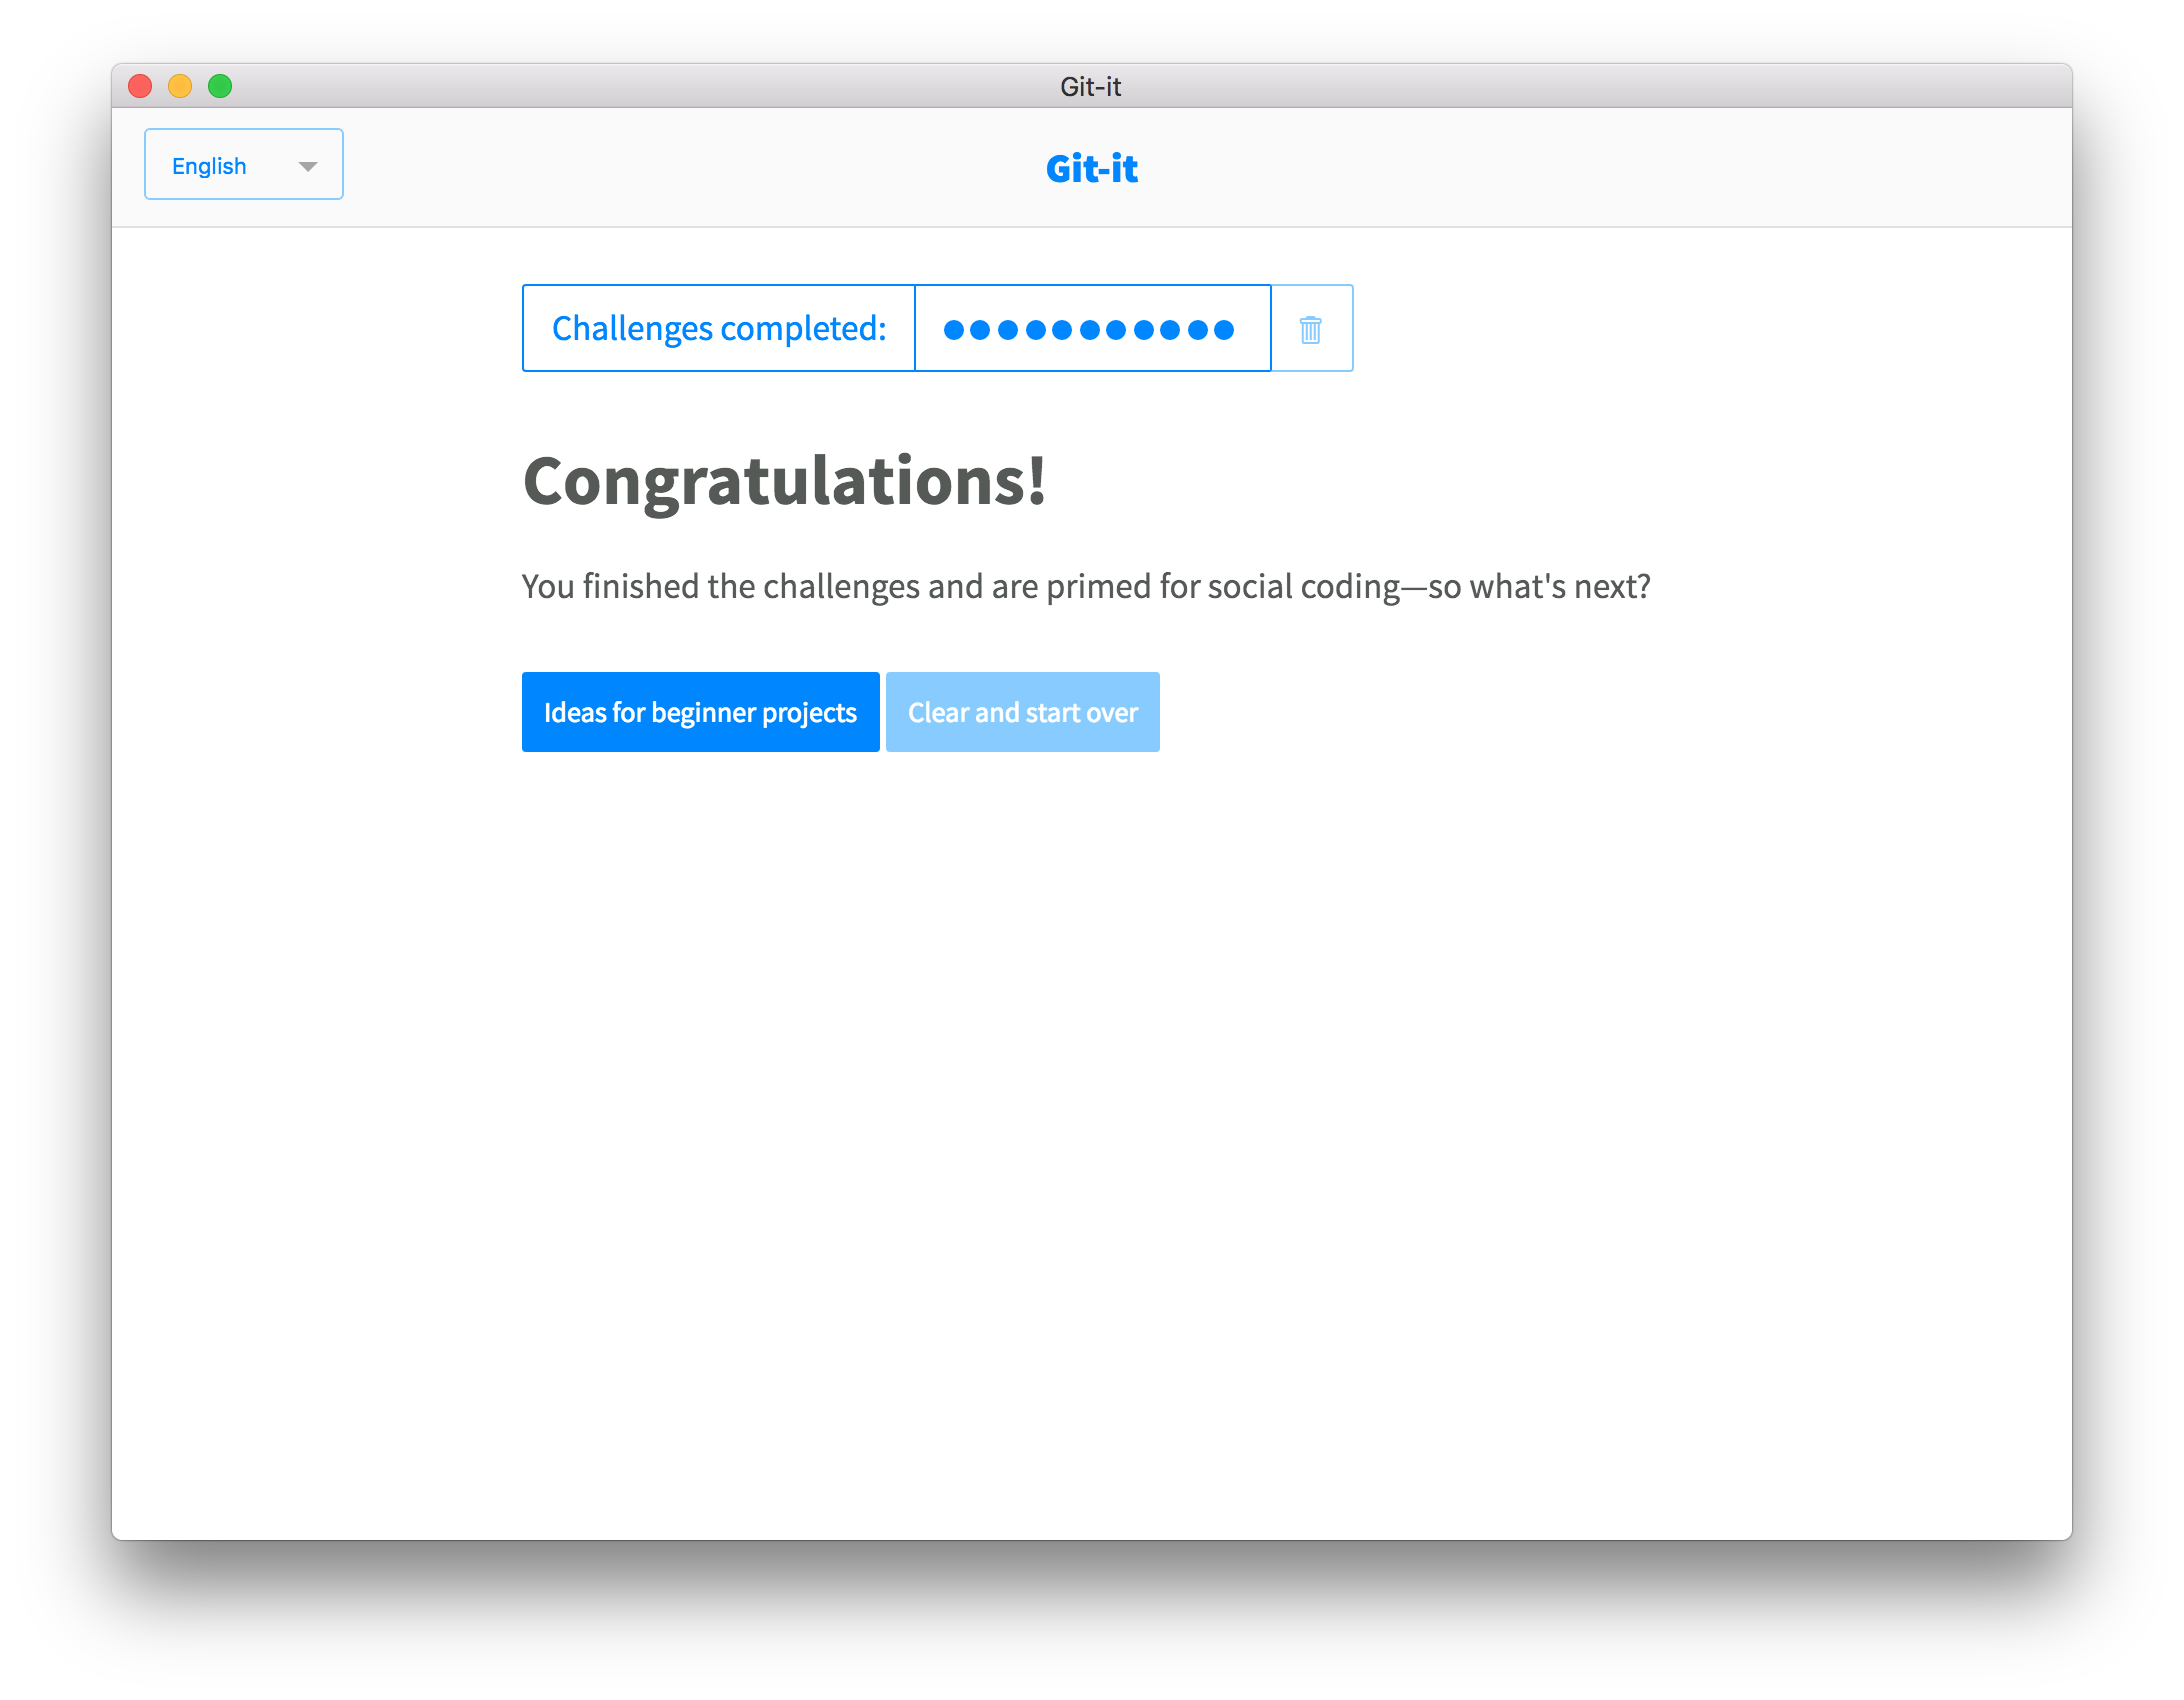 Git-it
English
Git-it
Challenges completed:
Congratulations!
You finished the challenges and are primed for social coding—so what's next?
Ideas for beginner projects
Clear and start over